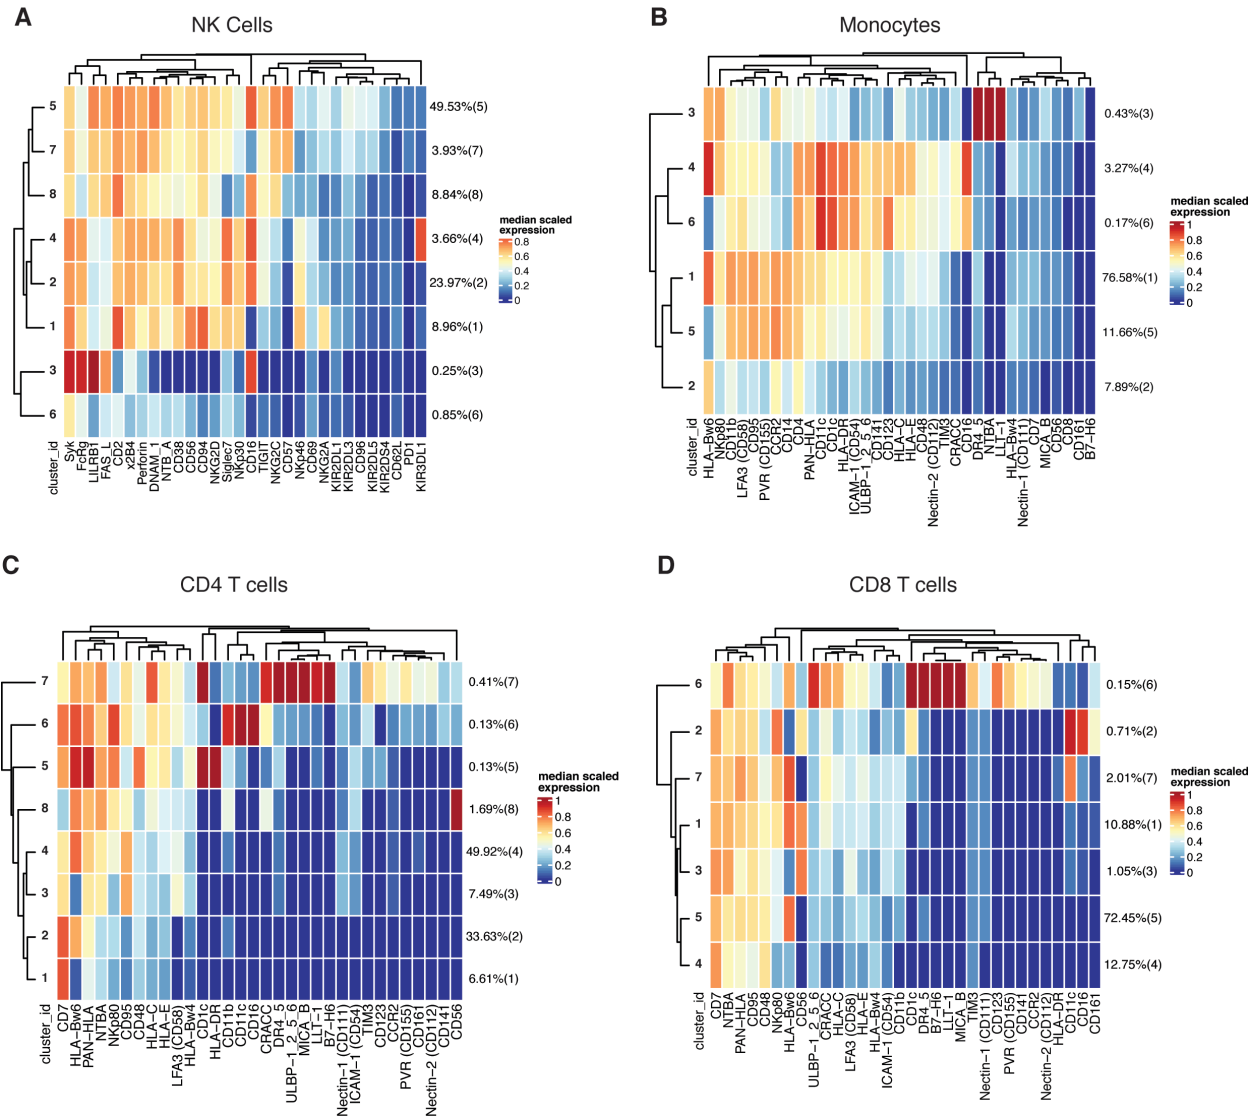 A
NK Cells
5
7
8
4
2
1
3
6
49.53%(5)
3.93%(7)
8.84%(8)
3.66%(4)
23.97%(2)
8.96%(1)
0.25%(3)
0.85%(6)
median scaled
expression
0.8
0.6
0.4
0.2
0
cluster_id
Syk
FcRg
LILRB1
FAS_L
CD2
x2B4
Perforin
DNAM_1
NTB_A
CD38
CD56
CD94
NKG2D
Siglec7
NKp30
CD16
TIGIT
NKG2C
CD57
NKp46
CD69
NKG2A
KIR2DL1
KIR2DL3
CD96
KIR2DL5
KIR2DS4
CD62L
PD1
KIR3DL1
B
Monocytes
3
4
6
1
5
2
0.43%(3)
3.27%(4)
0.17%(6)
76.58%(1)
11.66%(5)
7.89%(2)
median scaled
expression
1
0.8
0.6
0.4
0.2
0
cluster_id
HLA-Bw6
NKp80
CD11b
LFA3 (CD58)
CD95
PVR (CD155)
CCR2
CD14
CD4
PAN-HLA
CD11c
CD1c
HLA-DR
ICAM-1 (CD54)
ULBP-1_2_5_6
CD141
CD123
HLA-C
HLA-E
CD48
Nectin-2 (CD112)
TIM3
CRACC
CD16
DR4_5
NTBA
LLT-1
HLA-Bw4
Nectin-1 (CD111)
CD7
MICA_B
CD56
CD8
CD161
B7-H6
C
CD4 T cells
7
6
5
8
4
3
2
1
0.41%(7)
0.13%(6)
0.13%(5)
1.69%(8)
49.92%(4)
7.49%(3)
33.63%(2)
6.61%(1)
median scaled
expression
1
0.8
0.6
0.4
0.2
0
cluster_id
CD7
HLA-Bw6
PAN-HLA
NTBA
NKp80
CD95
CD48
HLA-C
HLA-E
LFA3 (CD58)
HLA-Bw4
CD1c
HLA-DR
CD11b
CD11c
CD16
CRACC
DR4_5
ULBP-1_2_5_6
MICA_B
LLT-1
B7-H6
Nectin-1 (CD111)
ICAM-1 (CD54)
TIM3
CD123
CCR2
PVR (CD155)
CD161
Nectin-2 (CD112)
CD141
CD56
D
CD8 T cells
6
2
7
1
3
5
4
0.15%(6)
0.71%(2)
2.01%(7)
10.88%(1)
1.05%(3)
72.45%(5)
12.75%(4)
median scaled
expression
1
0.8
0.6
0.4
0.2
0
cluster_id
CD7
NTBA
PAN-HLA
CD95
CD48
NKp80
HLA-Bw6
CD56
ULBP-1_2_5_6
CRACC
HLA-C
LFA3 (CD58)
HLA-E
HLA-Bw4
ICAM-1 (CD54)
CD11b
CD1c
DR4_5
B7-H6
LLT-1
MICA_B
TIM3
Nectin-1 (CD111)
CD123
PVR (CD155)
CD141
CCR2
Nectin-2 (CD112)
HLA-DR
CD11c
CD16
CD161